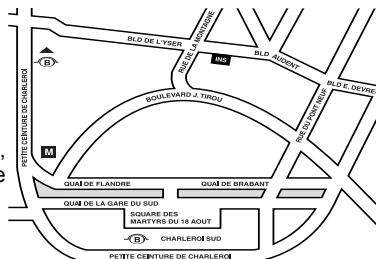 BLD DE L'YSER
RUE DE LA MONTAGNE
INS
BLD AUDENT
BLD E. DEVRE
B
PETITE CEINTURE DE CHARLEROI
BOULEVARD J. TIROU
RUE DU PONT NEUF
M
QUAI DE FLANDRE
QUAI DE BRABANT
QUAI DE LA GARE DU SUD
SQUARE DES
MARTYRS DU 18 AOUT
B
CHARLEROI SUD
PETITE CEINTURE DE CHARLEROI